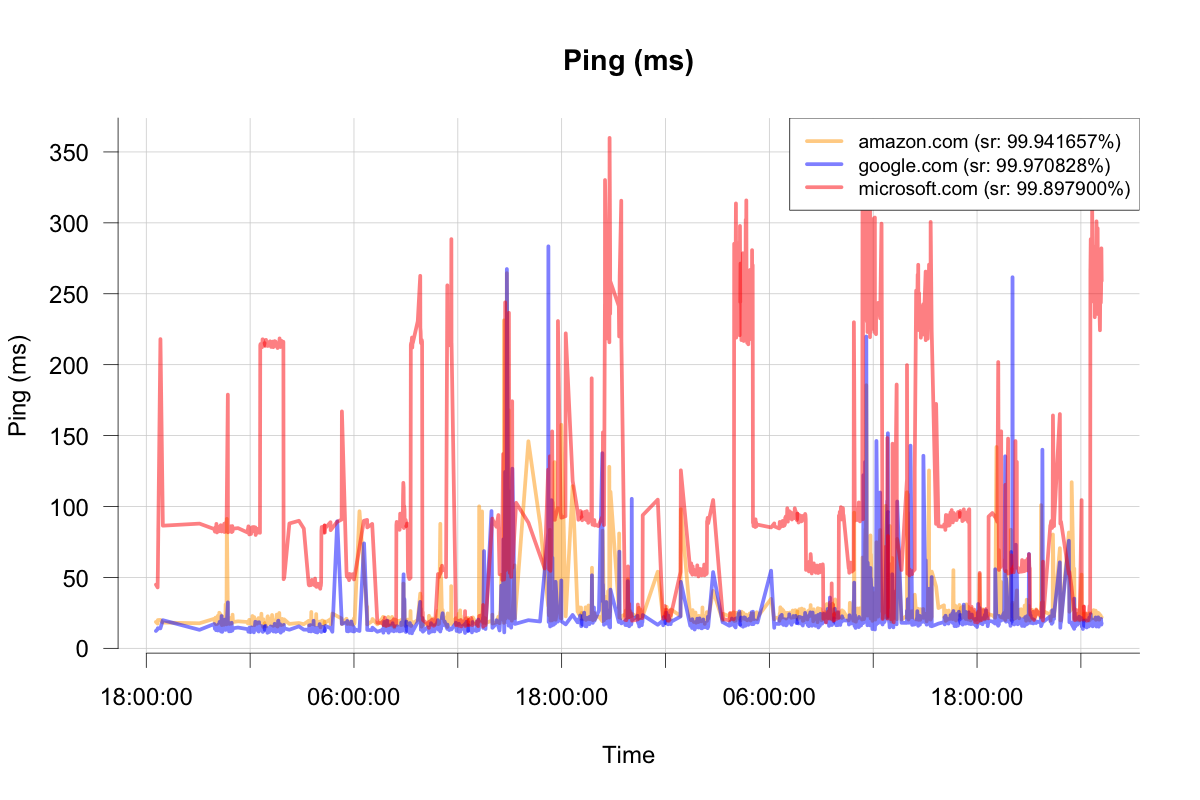 Ping (ms)
amazon.com (sr: 99.941657%)
google.com (sr: 99.970828%)
microsoft.com (sr: 99.897900%)
350
300
250
200
150
100
50
0
Ping (ms)
18:00:00 06:00:00 18:00:00 06:00:00 18:00:00
Time